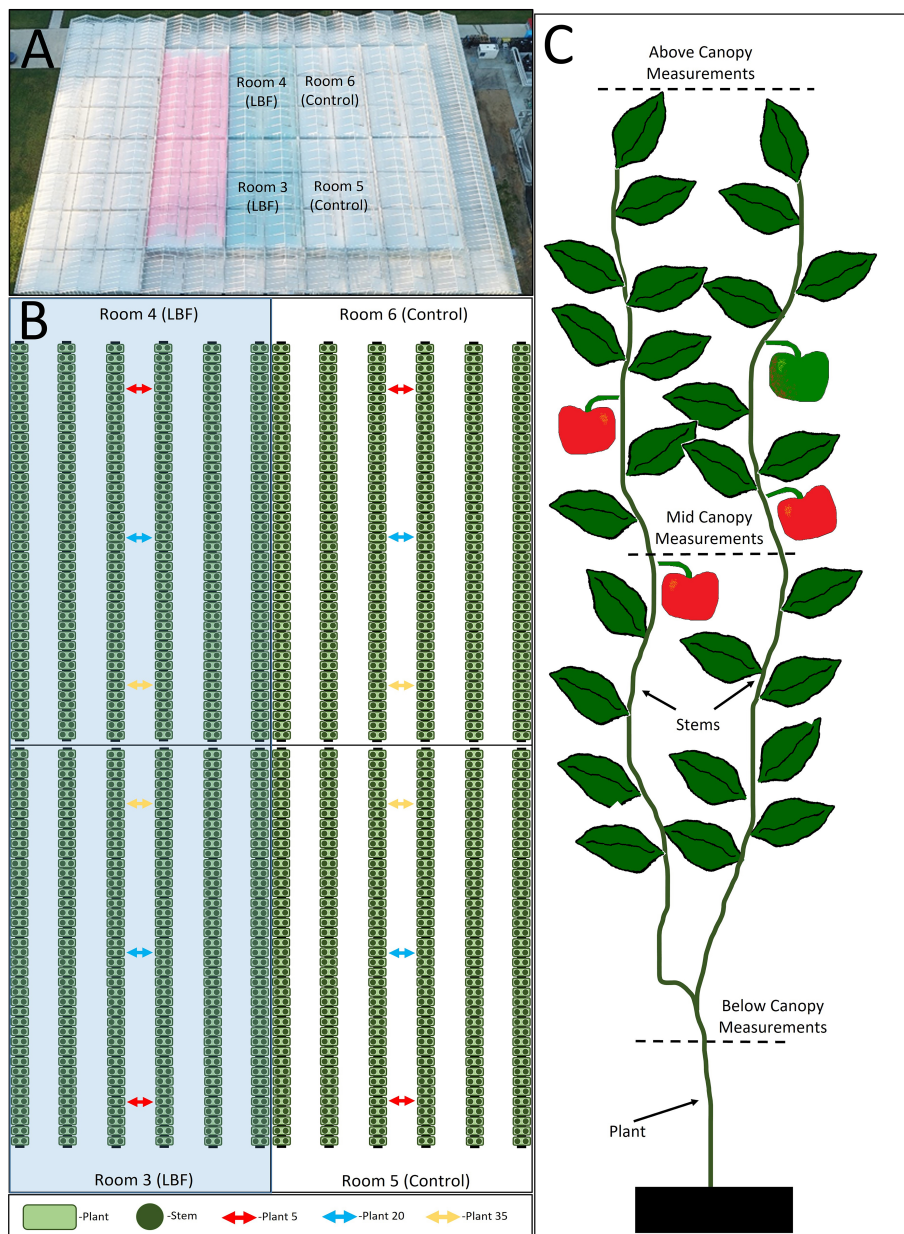 A
Room 4
(LBF)
Room 6
(Control)
Room 3
(LBF)
Room 5
(Control)
B
Room 4 (LBF)
Room 6 (Control)
Room 3 (LBF)
Room 5 (Control)
-Plant
-Stem
-Plant 5
-Plant 20
-Plant 35
C
Above Canopy
Measurements
Mid Canopy
Measurements
Stems
Below Canopy
Measurements
Plant